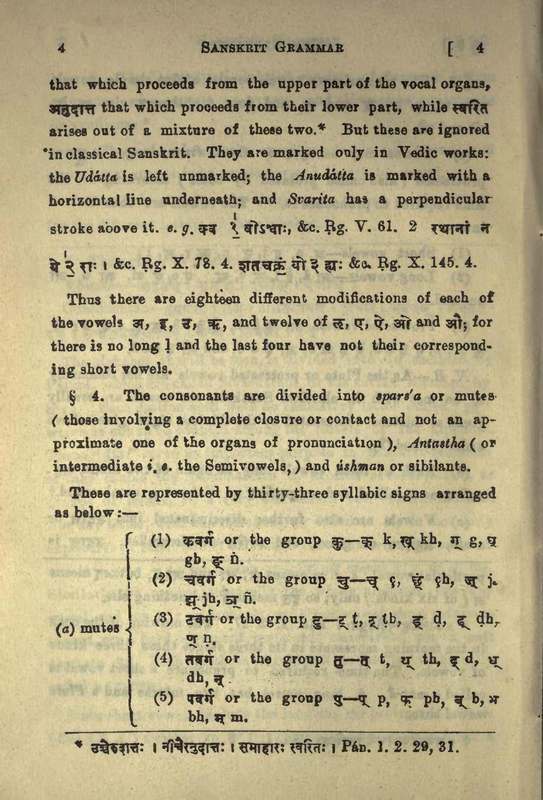 4 SANSKRIT GRAMMAR [ 4
that which proceeds from the upper part of the vocal organs,
अनुदात्त that which proceeds from their lower part, while स्वरित
arises out of a mixture of these two.* But these are ignored
in classical Sanskrit. They are marked only in Vedic works:
the Udátta is left unmarked; the Anudátta is marked with a
horizontal line underneath; and Svarita has a perpendicular
stroke above it. e. g. क्व १॒॑ वोऽश्वाः, &c. Ṛg. V. 61. 2 रथानां न
ये २॒॑ राः । &c. Ṛg. X. 78. 4. शतचक्रं यो ३ ह्यः &c. Ṛg. X. 145. 4.
Thus there are eighteen different modifications of each of
the vowels अ, इ, उ, ऋ, and twelve of ऌ, ए, ऐ, ओ and औ; for
there is no long ḷ and the last four have not their correspond-
ing short vowels.
§ 4. The consonants are divided into spars'a or mutes
( those involving a complete closure or contact and not an ap-
proximate one of the organs of pronunciation ), Antastha ( or
intermediate i. e. the Semivowels, ) and úshman or sibilants.
These are represented by thirty-three syllabic signs arranged
as below :—
(a) mutes
(1) कवर्ग or the group कु—क् k, ख् kh, ग् g, घ्
gh, ङ् ṅ.
(2) चवर्ग or the group चु—च् ç, छ् çh, ज् j,
झ् jh, ञ् ñ.
(3) टवर्ग or the group टु—ट् ṭ, ठ् ṭh, ड् ḍ, ढ् ḍh,
ण् ṇ.
(4) तवर्ग or the group तु—त् t, थ् th, द् d, ध्
dh, न्
(5) पवर्ग or the group पु—प् p, फ् ph, ब् b, भ्
bh, म् m.
* उच्चैरुदात्तः । नीचैरनुदात्तः । समाहारः स्वरितः । Pán. 1. 2. 29, 31.